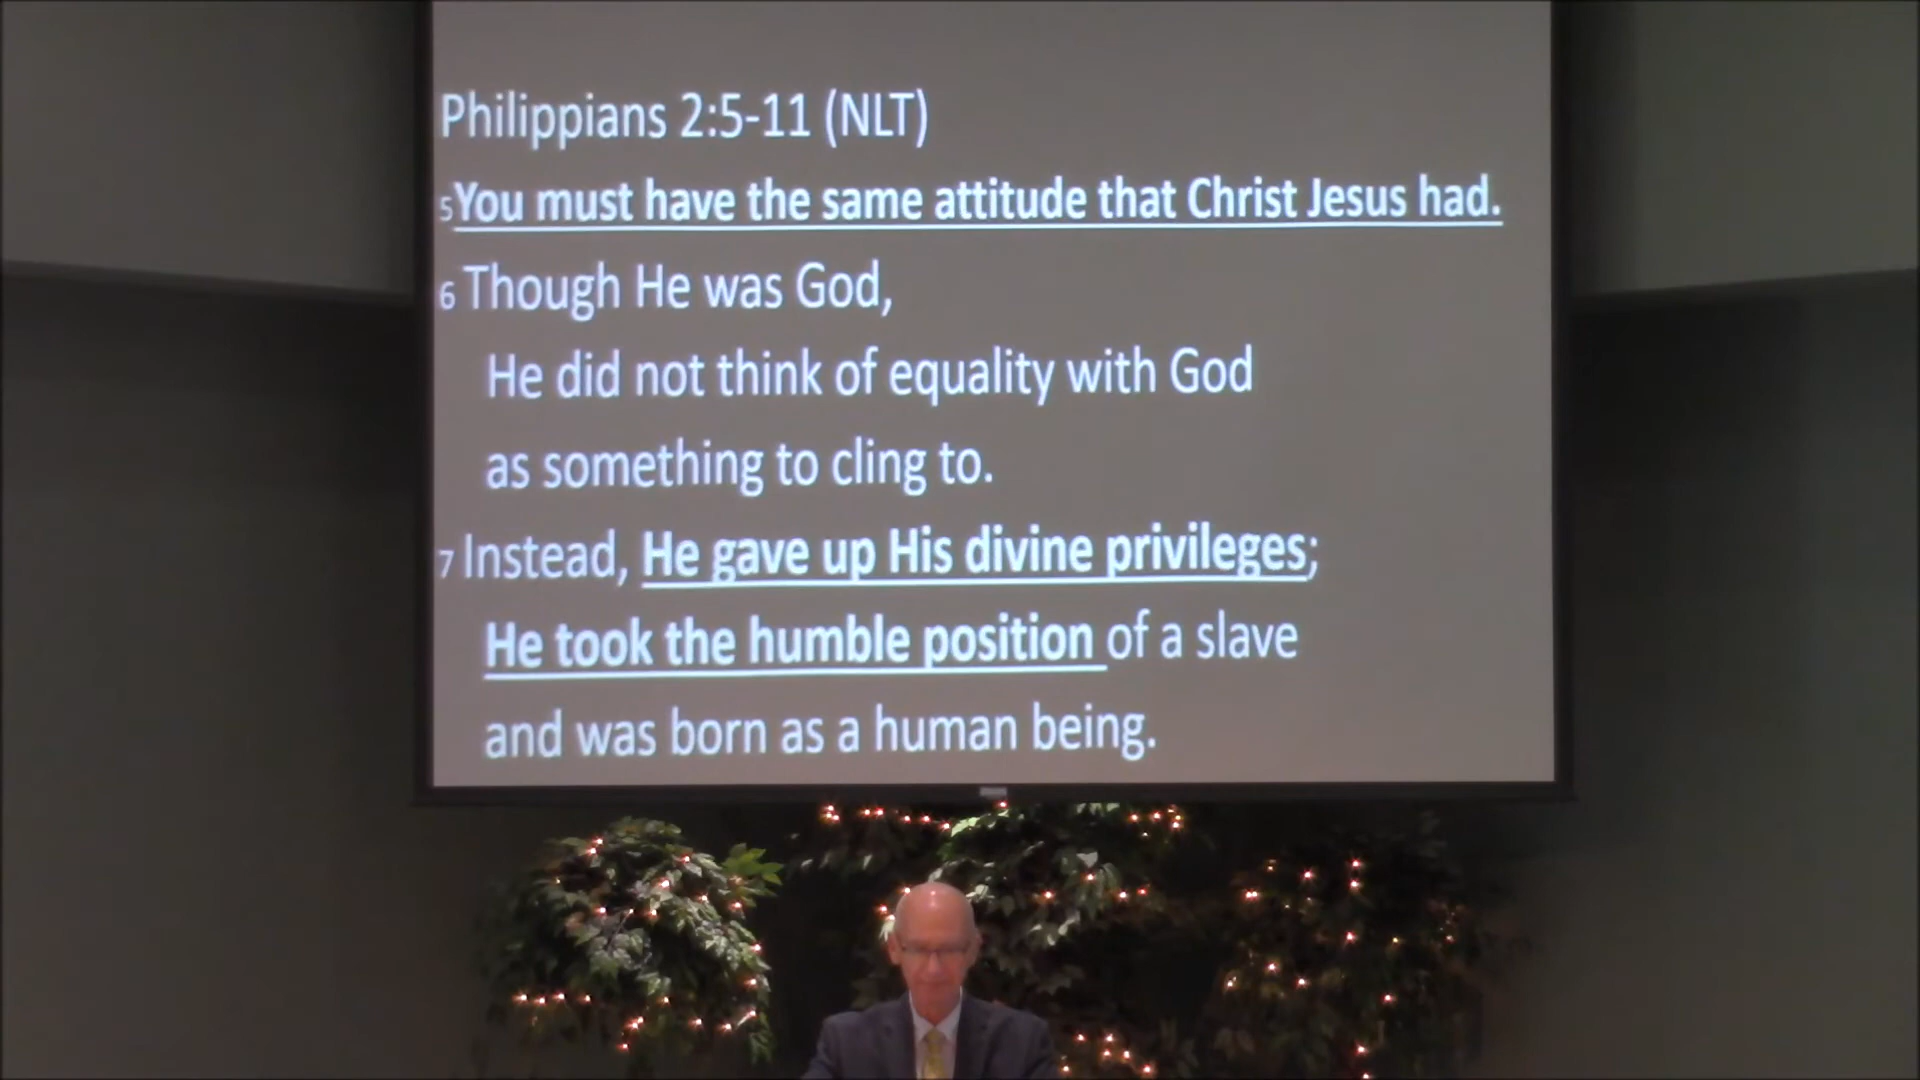 Philippians 2:5-11 (NLT)
5You must have the same attitude that Christ Jesus had.
6 Though He was God,
He did not think of equality with God
as something to cling to.
7 Instead, He gave up His divine privileges;
He took the humble position of a slave
and was born as a human being.